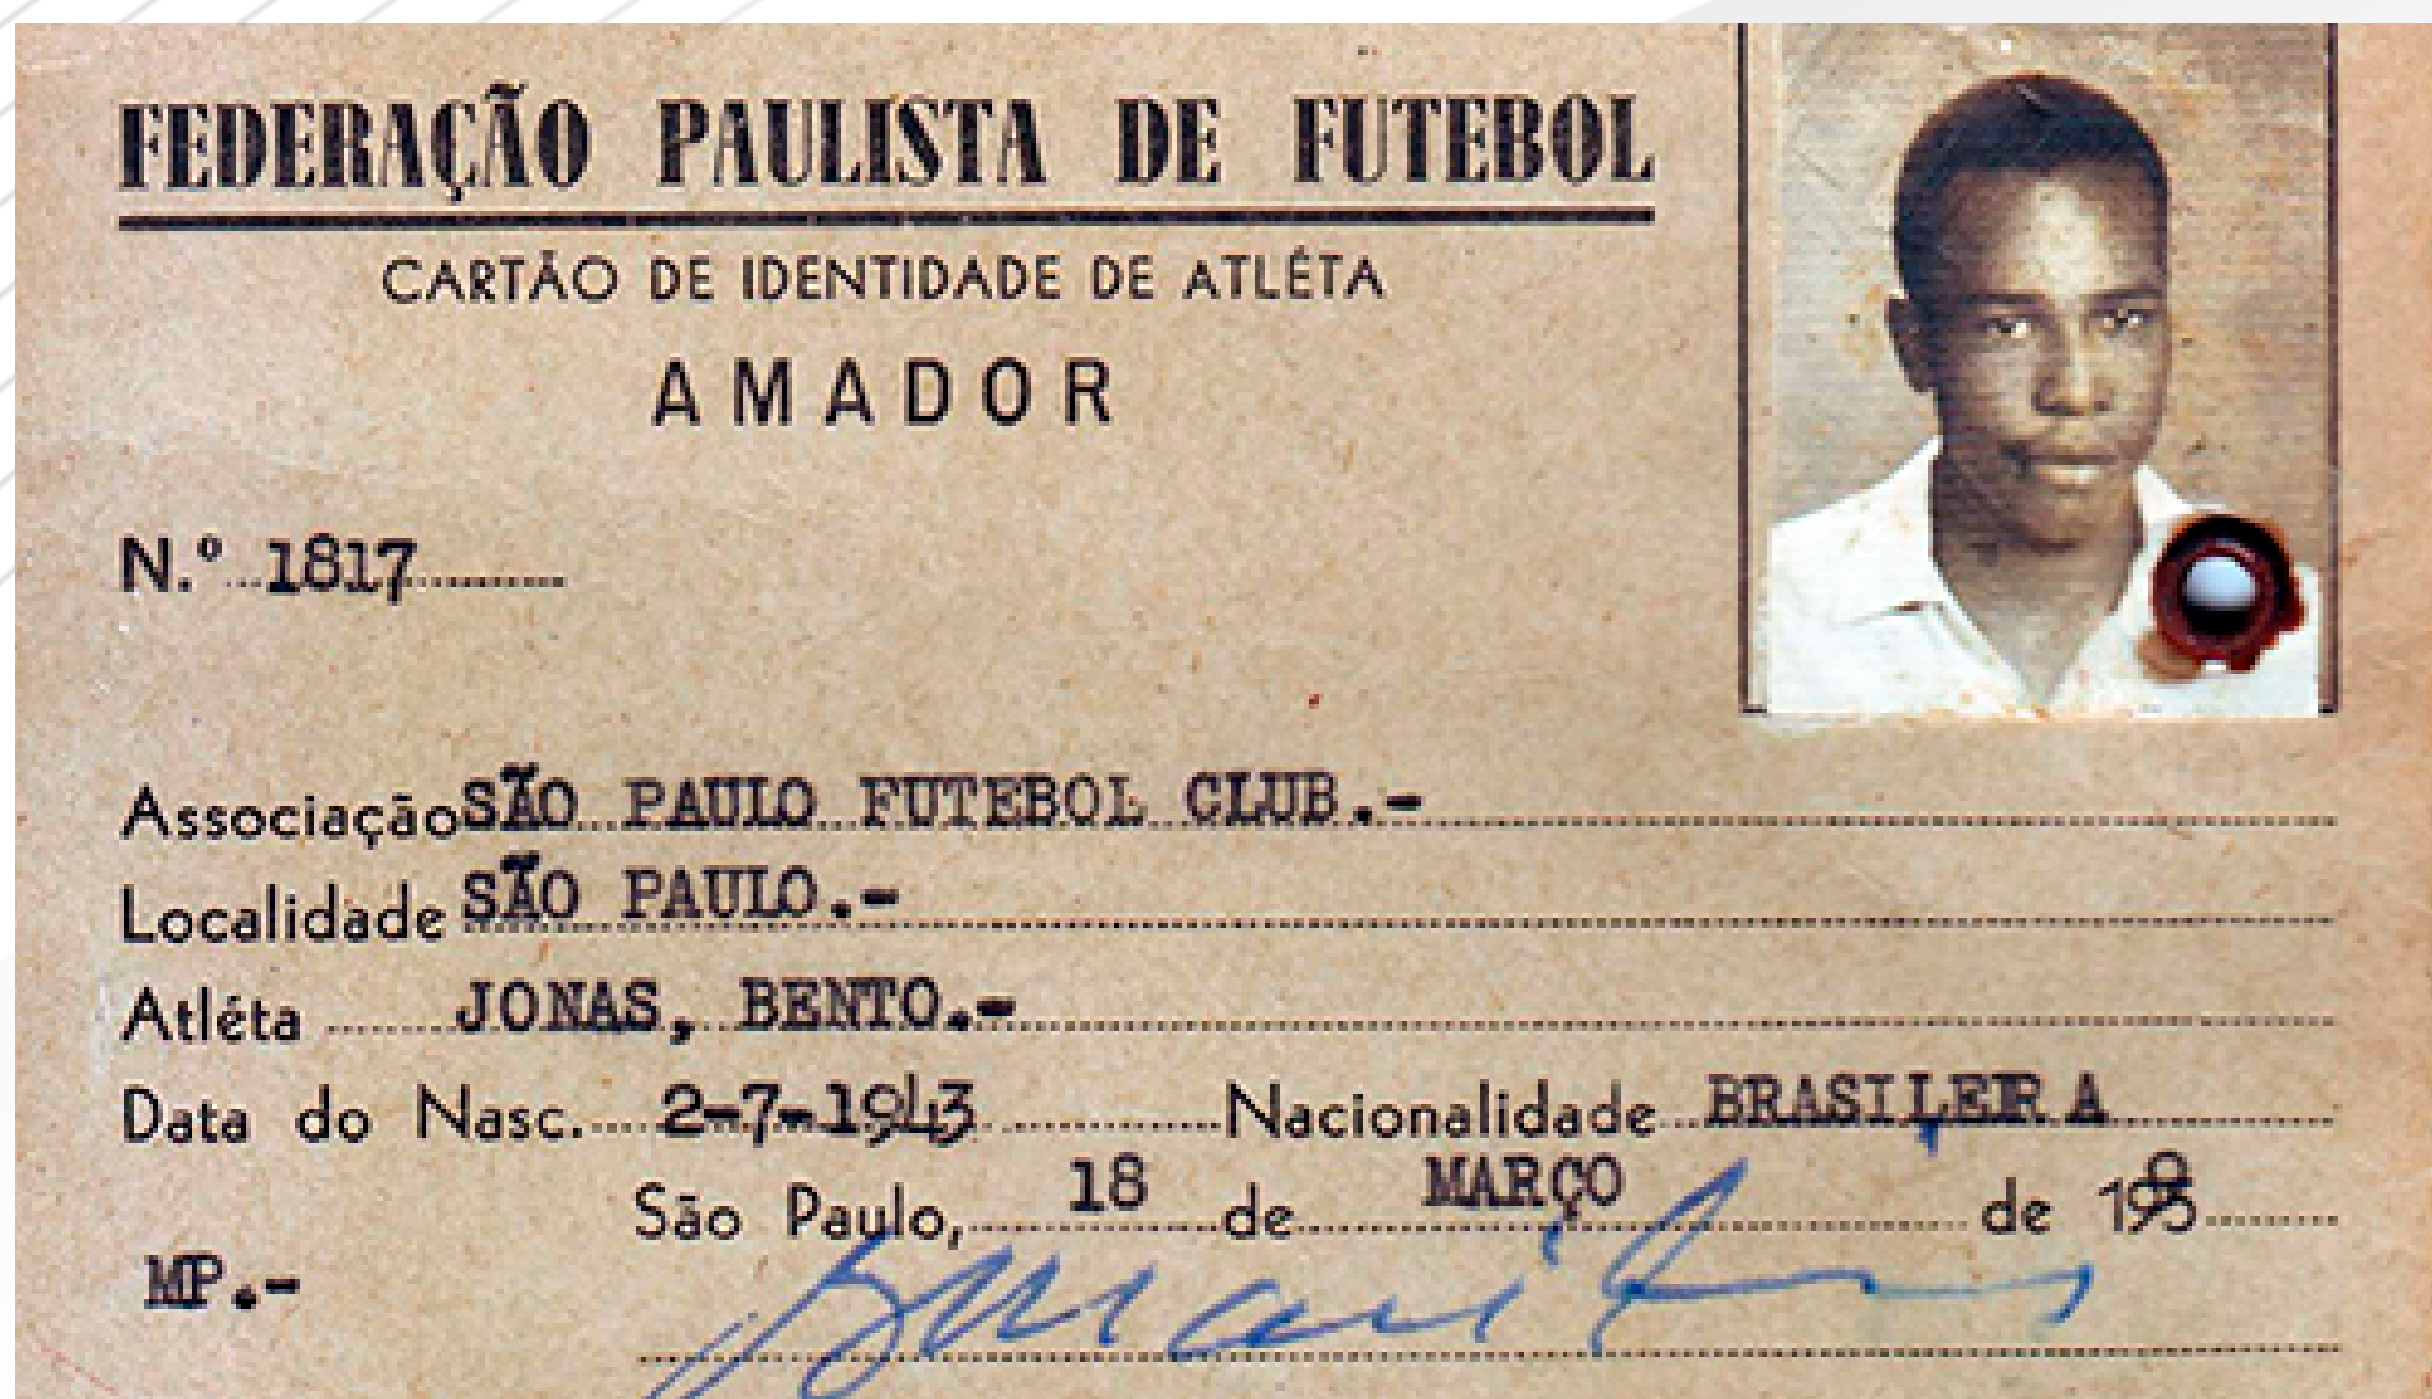 FEDERAÇÃO PAULISTA DE FUTEBOL
CARTÃO DE IDENTIDADE DE ATLÉTA
AMADOR
N.º 1817
Associação SÃO PAULO FUTEBOL CLUB.-
Localidade SÃO PAULO.-
Atléta JONAS, BENTO.-
Data do Nasc. 2-7-1943 Nacionalidade BRASILEIRA
São Paulo, 18 de MARÇO de
MP.-